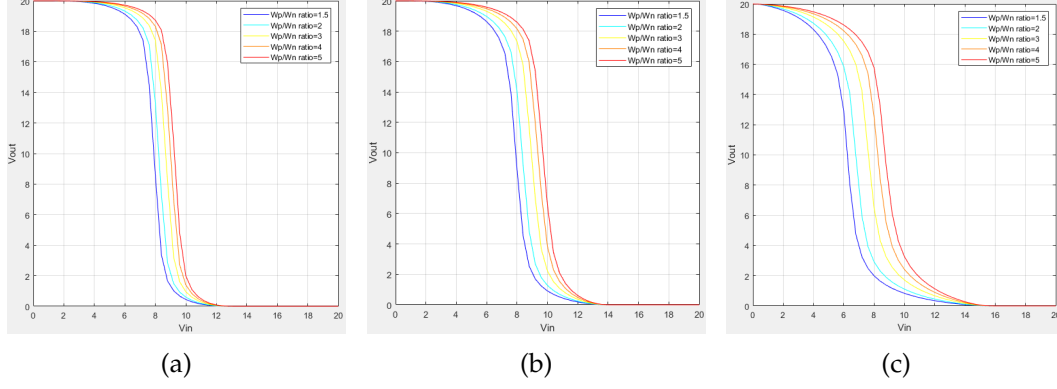 Wp/Wn ratio=1.5
Wp/Wn ratio=2
Wp/Wn ratio=3
Wp/Wn ratio=4
Wp/Wn ratio=5
20
18
16
14
12
10
8
6
4
2
0
Vout
0 2 4 6 8 10 12 14 16 18 20
Vin
(a)
Wp/Wn ratio=1.5
Wp/Wn ratio=2
Wp/Wn ratio=3
Wp/Wn ratio=4
Wp/Wn ratio=5
20
18
16
14
12
10
8
6
4
2
0
Vout
0 2 4 6 8 10 12 14 16 18 20
Vin
(b)
Wp/Wn ratio=1.5
Wp/Wn ratio=2
Wp/Wn ratio=3
Wp/Wn ratio=4
Wp/Wn ratio=5
20
18
16
14
12
10
8
6
4
2
0
Vout
0 2 4 6 8 10 12 14 16 18 20
Vin
(c)